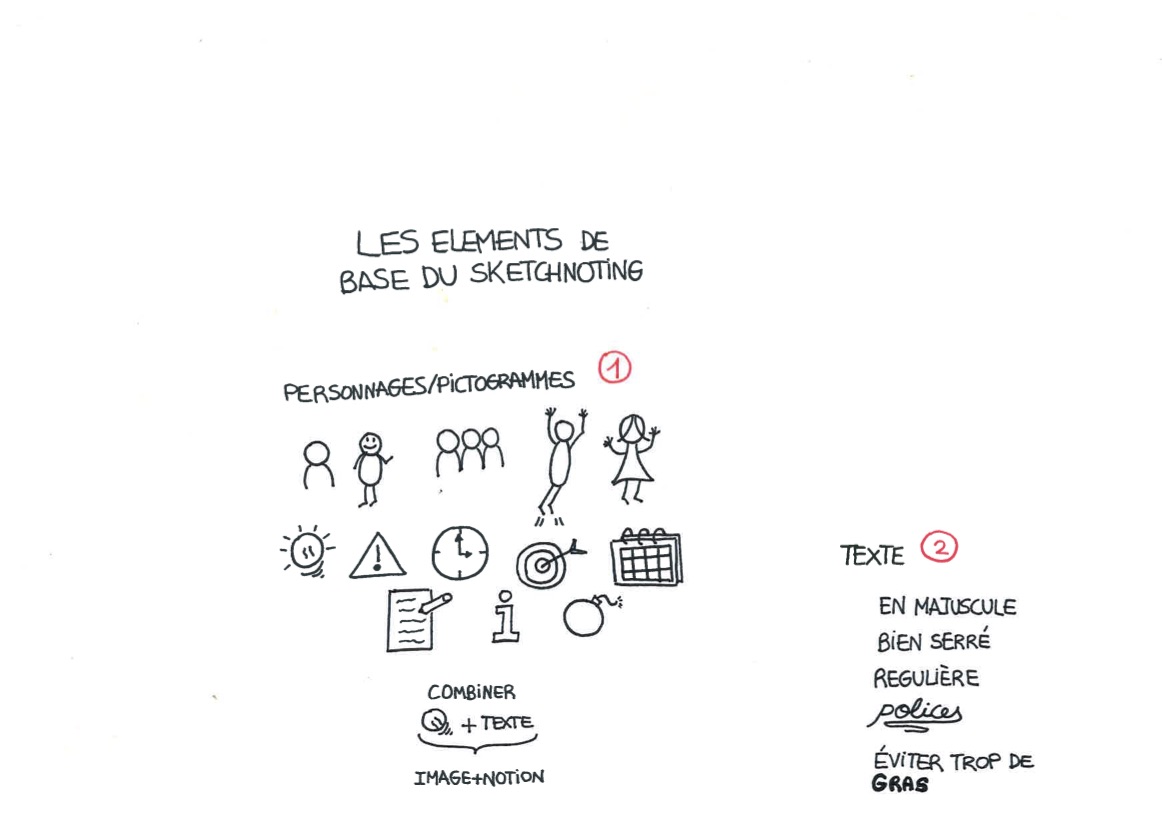 LES ELEMENTS DE
BASE DU SKETCHNOTING
PERSONNAGES/PICTOGRAMMES 1
i
COMBINER
+ TEXTE
IMAGE+NOTION
TEXTE 2
EN MAJUSCULE
BIEN SERRÉ
REGULIÈRE
polices
ÉVITER TROP DE
GRAS